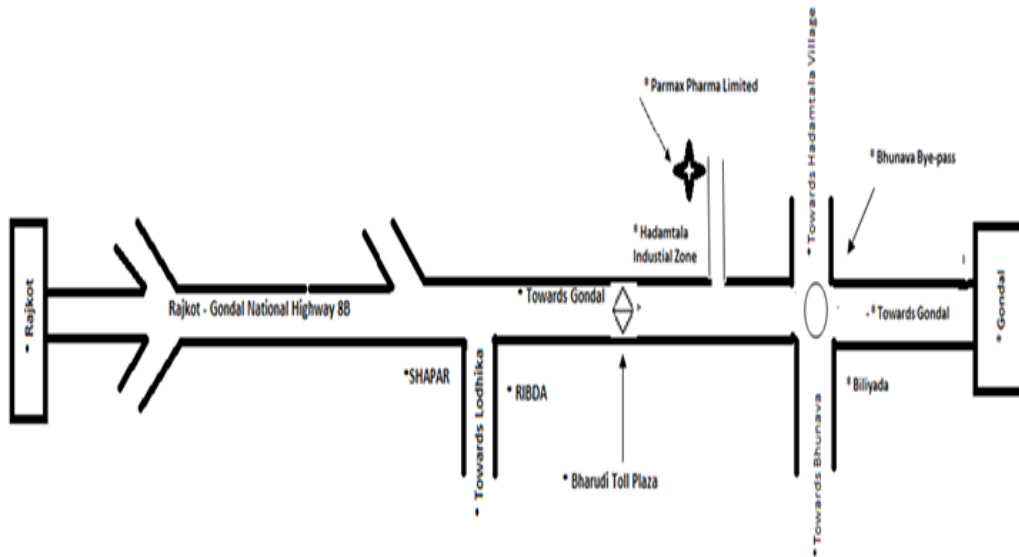 * Parmax Pharma Limited
* Towards Hadamtala Village
* Bhunava Bye-pass
* Hadamtala
Industial Zone
* Rajkot
Rajkot - Gondal National Highway 8B
* Towards Gondal
- * Towards Gondal
* Gondal
*SHAPAR
* RIBDA
* Biliyada
* Towards Lodhika
* Bharudi Toll Plaza
* Towards Bhunava